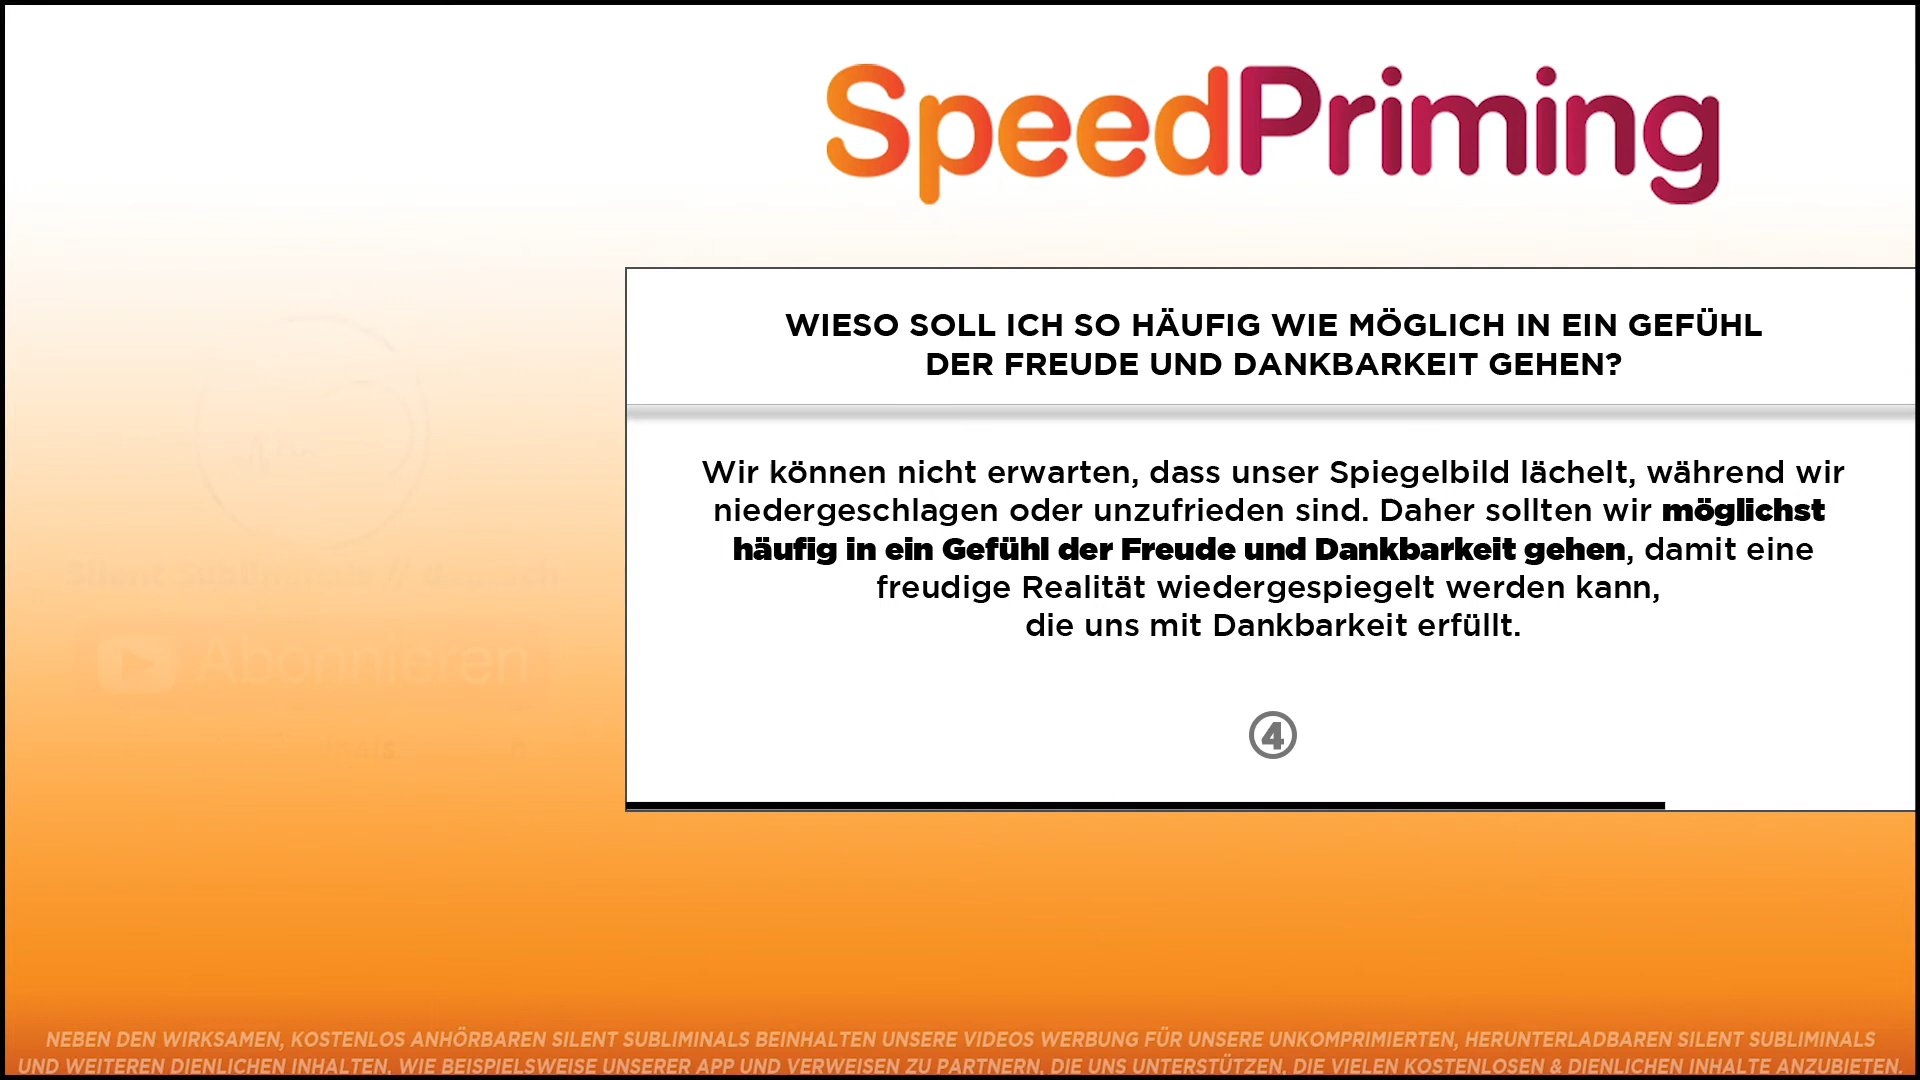 SpeedPriming
WIESO SOLL ICH SO HÄUFIG WIE MÖGLICH IN EIN GEFÜHL
DER FREUDE UND DANKBARKEIT GEHEN?
Wir können nicht erwarten, dass unser Spiegelbild lächelt, während wir
niedergeschlagen oder unzufrieden sind. Daher sollten wir möglichst
häufig in ein Gefühl der Freude und Dankbarkeit gehen, damit eine
freudige Realität wiedergespiegelt werden kann,
die uns mit Dankbarkeit erfüllt.
4
Abonnieren
NEBEN DEN WIRKSAMEN, KOSTENLOS ANHÖRBAREN SILENT SUBLIMINALS BEINHALTEN UNSERE VIDEOS WERBUNG FÜR UNSERE UNKOMPRIMIERTEN, HERUNTERLADBAREN SILENT SUBLIMINALS
UND WEITEREN DIENLICHEN INHALTEN, WIE BEISPIELSWEISE UNSERER APP UND VERWEISEN ZU PARTNERN, DIE UNS UNTERSTÜTZEN, DIE VIELEN KOSTENLOSEN & DIENLICHEN INHALTE ANZUBIETEN.